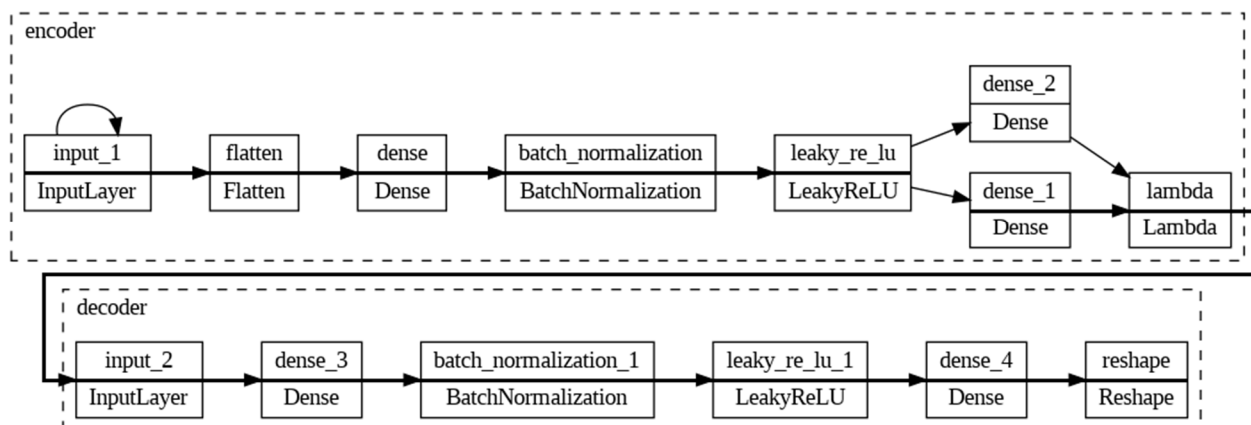 encoder
input_1
InputLayer
flatten
Flatten
dense
Dense
batch_normalization
BatchNormalization
leaky_re_lu
LeakyReLU
dense_2
Dense
dense_1
Dense
lambda
Lambda
decoder
input_2
InputLayer
dense_3
Dense
batch_normalization_1
BatchNormalization
leaky_re_lu_1
LeakyReLU
dense_4
Dense
reshape
Reshape